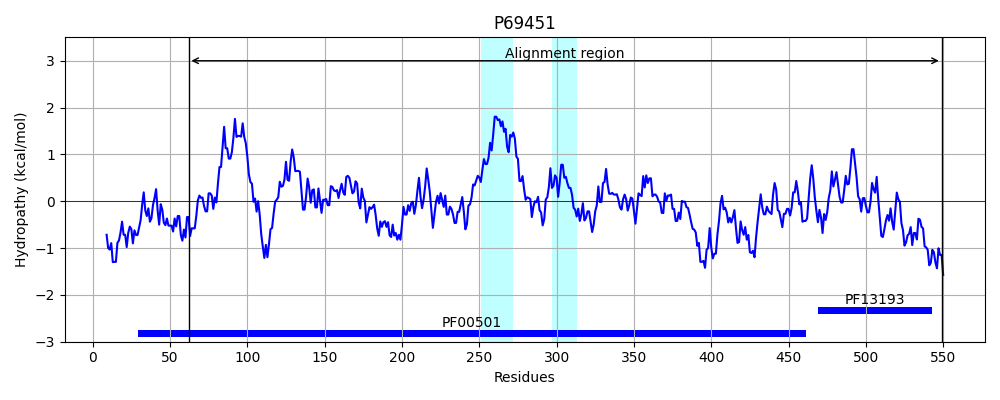 P69451
Alignment region
Hydropathy (kcal/mol)
3
2
1
0
−1
−2
−3
PF13193
PF00501
0 50 100 150 200 250 300 350 400 450 500 550
Residues